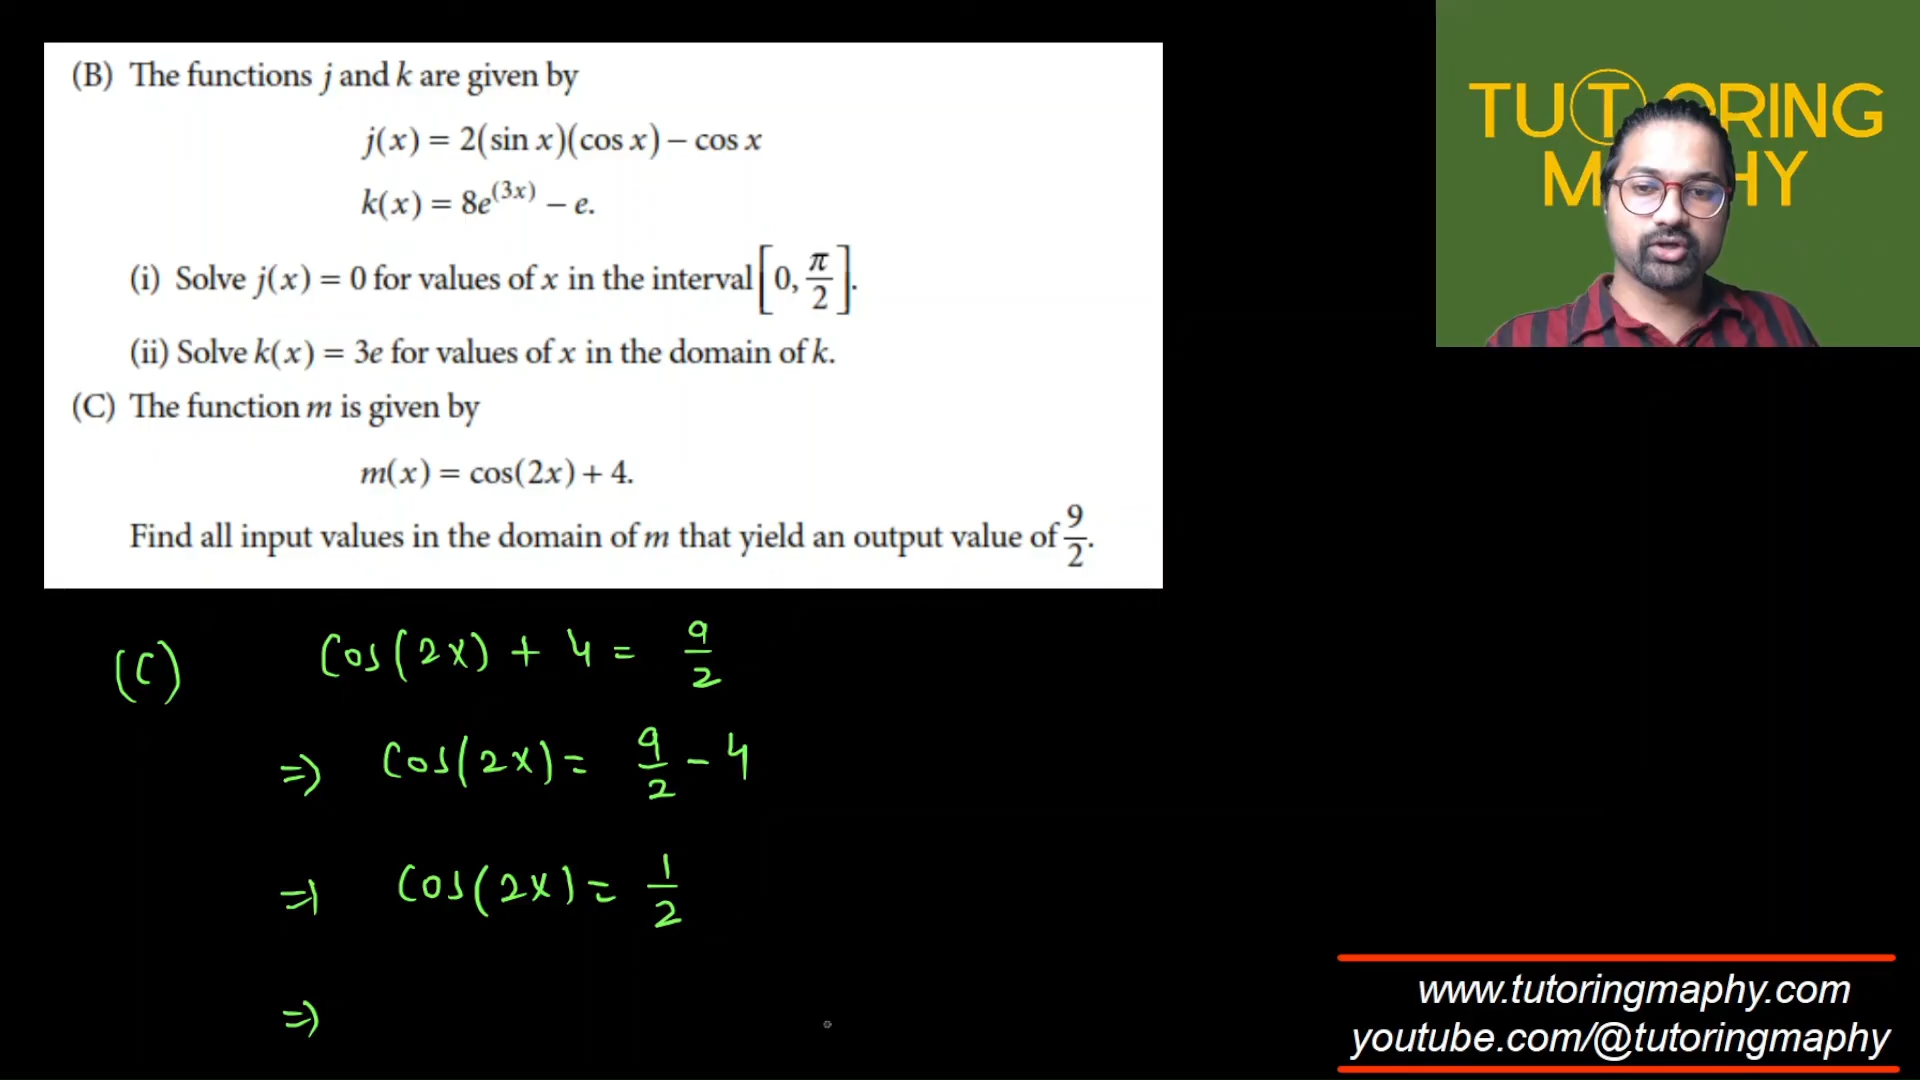 TUTORING
M HY
(B) The functions j and k are given by
j(x) = 2(sin x)(cos x) – cos x
k(x) = 8e^(3x) – e.
(i) Solve j(x) = 0 for values of x in the interval [0, π/2].
(ii) Solve k(x) = 3e for values of x in the domain of k.
(C) The function m is given by
m(x) = cos(2x) + 4.
Find all input values in the domain of m that yield an output value of 9/2.
(C) Cos(2x) + 4 = 9/2
⇒ Cos(2x) = 9/2 – 4
⇒ Cos(2x) = 1/2
⇒
www.tutoringmaphy.com
youtube.com/@tutoringmaphy